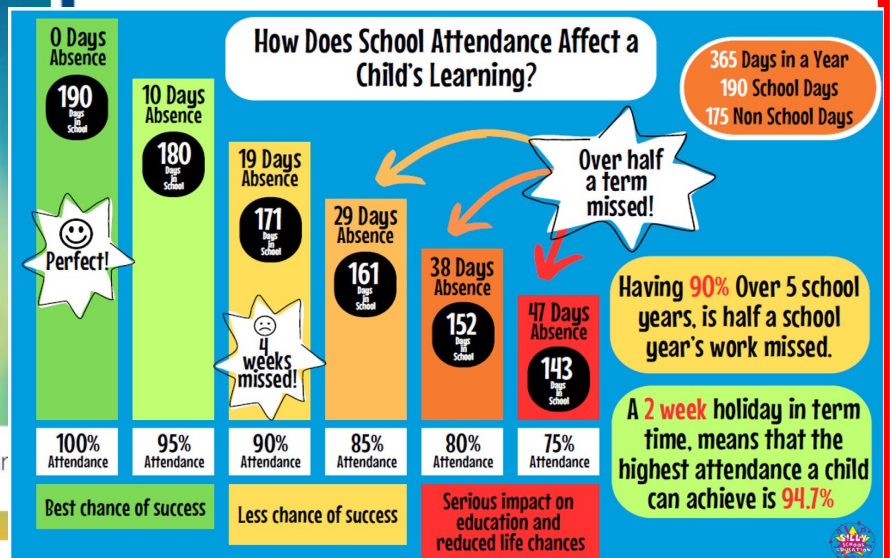 How Does School Attendance Affect a
Child's Learning?
365 Days in a Year
190 School Days
175 Non School Days
0 Days
Absence
190
Days
in
School
Perfect!
10 Days
Absence
180
Days
in
School
19 Days
Absence
171
Days
in
School
4
weeks
missed!
29 Days
Absence
161
Days
in
School
38 Days
Absence
152
Days
in
School
47 Days
Absence
143
Days
in
School
Over half
a term
missed!
Having 90% Over 5 school
years, is half a school
year's work missed.
A 2 week holiday in term
time, means that the
highest attendance a child
can achieve is 94.7%
100%
Attendance
95%
Attendance
90%
Attendance
85%
Attendance
80%
Attendance
75%
Attendance
Best chance of success
Less chance of success
Serious impact on
education and
reduced life chances
SILLY
SCHOOL
EDUCATION